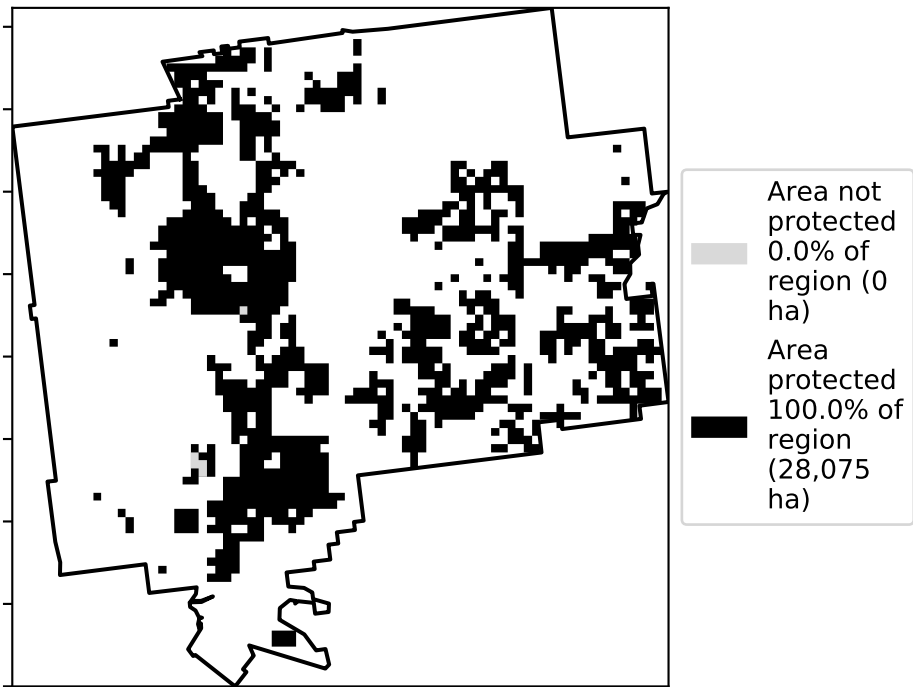 Area not
protected
0.0% of
region (0
ha)
Area
protected
100.0% of
region
(28,075
ha)